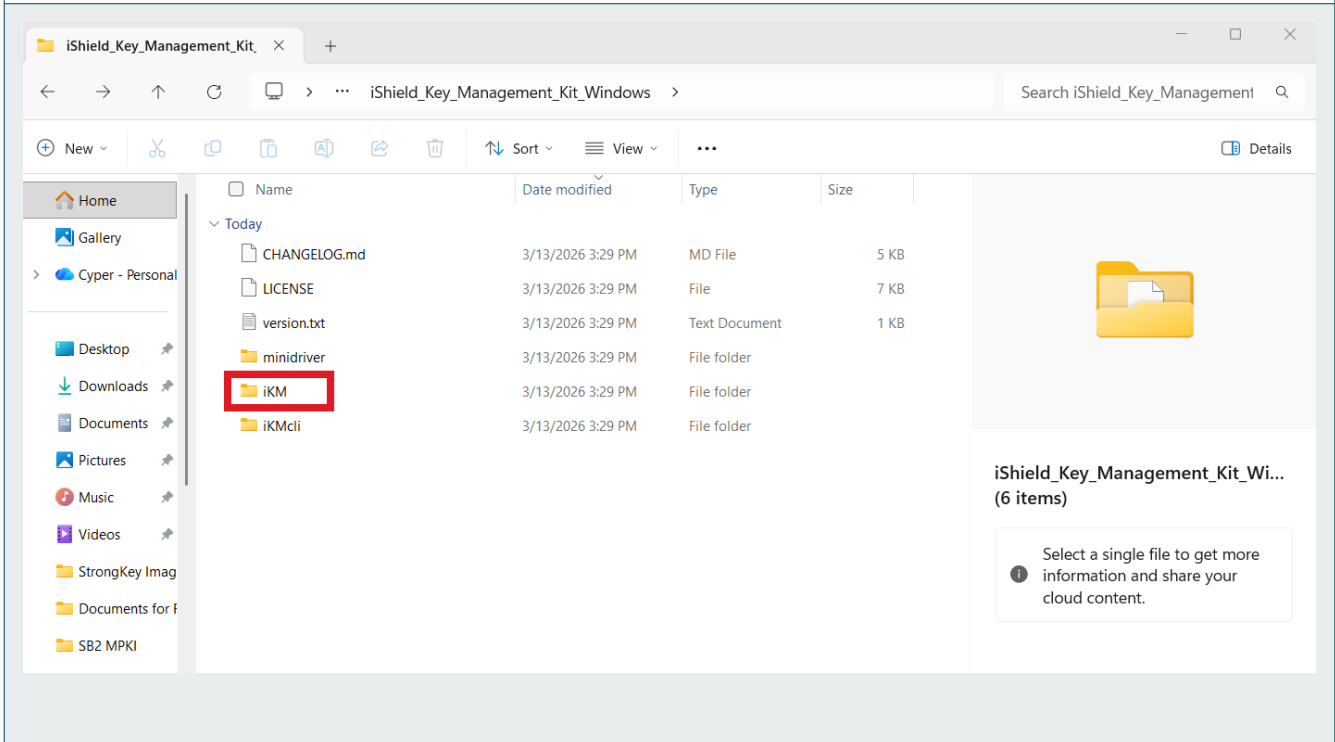 iShield_Key_Management_Kit_
iShield_Key_Management_Kit_Windows
Search iShield_Key_Management
New
Sort
View
Details
Home
Gallery
Cyper - Personal
Desktop
Downloads
Documents
Pictures
Music
Videos
StrongKey Imag
Documents for F
SB2 MPKI
Name Date modified Type Size
Today
CHANGELOG.md 3/13/2026 3:29 PM MD File 5 KB
LICENSE 3/13/2026 3:29 PM File 7 KB
version.txt 3/13/2026 3:29 PM Text Document 1 KB
minidriver 3/13/2026 3:29 PM File folder
iKM 3/13/2026 3:29 PM File folder
iKMcli 3/13/2026 3:29 PM File folder
iShield_Key_Management_Kit_Wi...
(6 items)
Select a single file to get more
information and share your
cloud content.